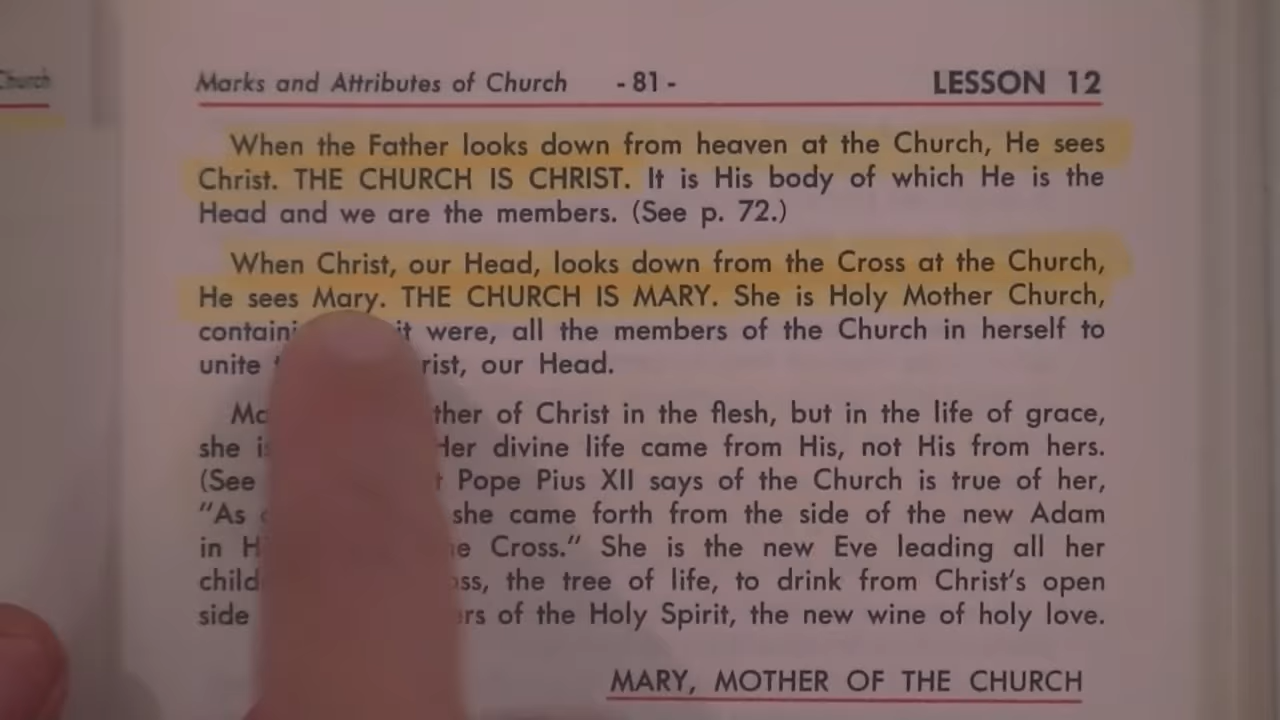 Church
Marks and Attributes of Church - 81 - LESSON 12
When the Father looks down from heaven at the Church, He sees
Christ. THE CHURCH IS CHRIST. It is His body of which He is the
Head and we are the members. (See p. 72.)
When Christ, our Head, looks down from the Cross at the Church,
He sees Mary. THE CHURCH IS MARY. She is Holy Mother Church,
it were, all the members of the Church in herself to
unite our Head.
of Christ in the flesh, but in the life of grace,
she divine life came from His, not His from hers.
(See Pope Pius XII says of the Church is true of her,
"As she came forth from the side of the new Adam
in Cross." She is the new Eve leading all her
the tree of life, to drink from Christ's open
side of the Holy Spirit, the new wine of holy love.
MARY, MOTHER OF THE CHURCH